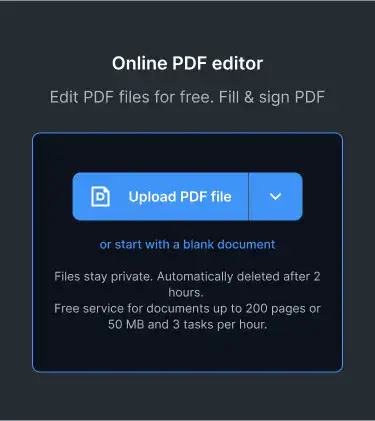 Online PDF editor
Edit PDF files for free. Fill & sign PDF
Upload PDF file
or start with a blank document
Files stay private. Automatically deleted after 2
hours.
Free service for documents up to 200 pages or
50 MB and 3 tasks per hour.